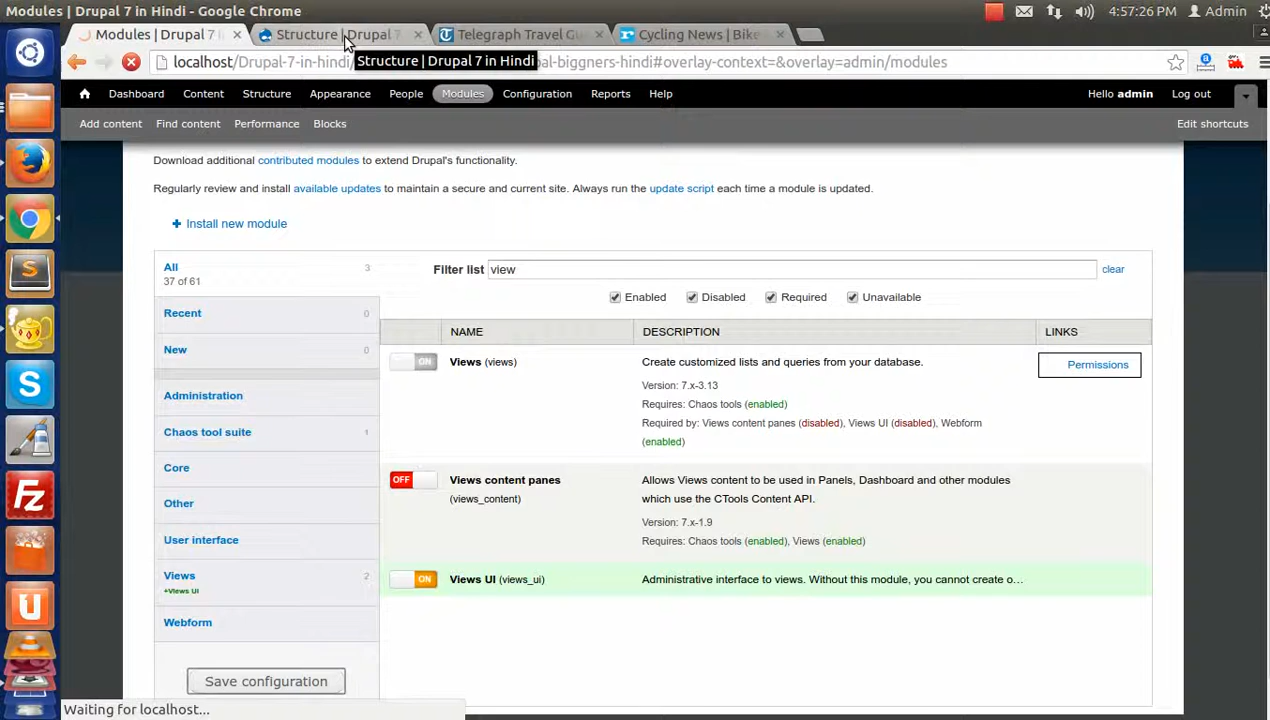 Modules | Drupal 7 in Hindi - Google Chrome
4:57:26 PM Admin
Modules | Drupal 7 i
Structure | Drupal 7
Telegraph Travel Gu
Cycling News | Bike
localhost/Drupal-7-in-hindi/
Structure | Drupal 7 in Hindi
pal-biggners-hindi#overlay-context=&overlay=admin/modules
Dashboard Content Structure Appearance People Modules Configuration Reports Help
Hello admin Log out
Add content Find content Performance Blocks
Edit shortcuts
Download additional contributed modules to extend Drupal's functionality.
Regularly review and install available updates to maintain a secure and current site. Always run the update script each time a module is updated.
+ Install new module
All 3
37 of 61
Recent 0
New 0
Administration
Chaos tool suite 1
Core
Other
User interface
Views 2
+Views UI
Webform
Save configuration
Filter list view clear
Enabled Disabled Required Unavailable
NAME DESCRIPTION LINKS
ON Views (views) Create customized lists and queries from your database. Permissions
Version: 7.x-3.13
Requires: Chaos tools (enabled)
Required by: Views content panes (disabled), Views UI (disabled), Webform
(enabled)
OFF Views content panes Allows Views content to be used in Panels, Dashboard and other modules
(views_content) which use the CTools Content API.
Version: 7.x-1.9
Requires: Chaos tools (enabled), Views (enabled)
ON Views UI (views_ui) Administrative interface to views. Without this module, you cannot create o…
Waiting for localhost...